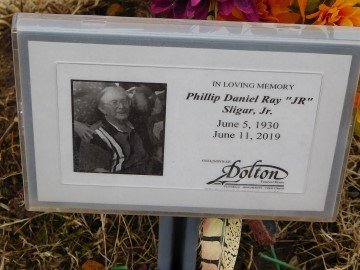 IN LOVING MEMORY
Phillip Daniel Ray "JR"
Sligar, Jr.
June 5, 1930
June 11, 2019
Dolton